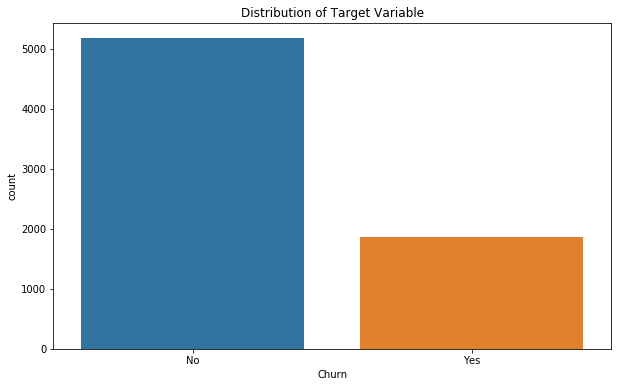 Distribution of Target Variable
5000
4000
3000
2000
1000
0
count
No
Yes
Churn